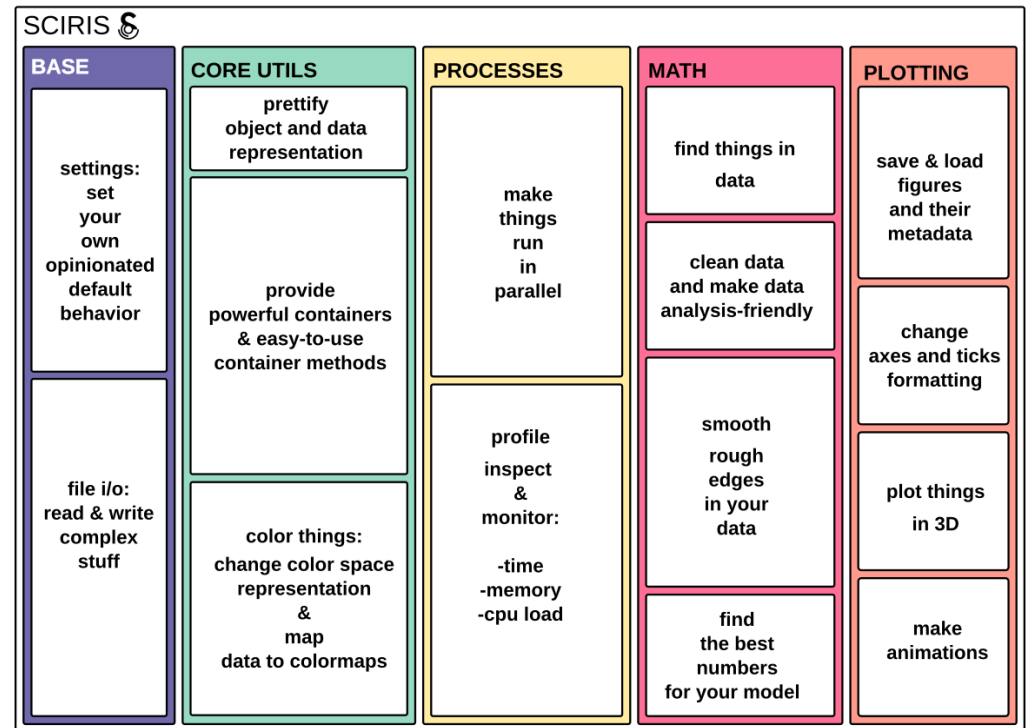 SCIRIS
BASE
settings:
set
your
own
opinionated
default
behavior
file i/o:
read & write
complex
stuff
CORE UTILS
prettify
object and data
representation
provide
powerful containers
& easy-to-use
container methods
color things:
change color space
representation
&
map
data to colormaps
PROCESSES
make
things
run
in
parallel
profile
inspect
&
monitor:
-time
-memory
-cpu load
MATH
find things in
data
clean data
and make data
analysis-friendly
smooth
rough
edges
in your
data
find
the best
numbers
for your model
PLOTTING
save & load
figures
and their
metadata
change
axes and ticks
formatting
plot things
in 3D
make
animations